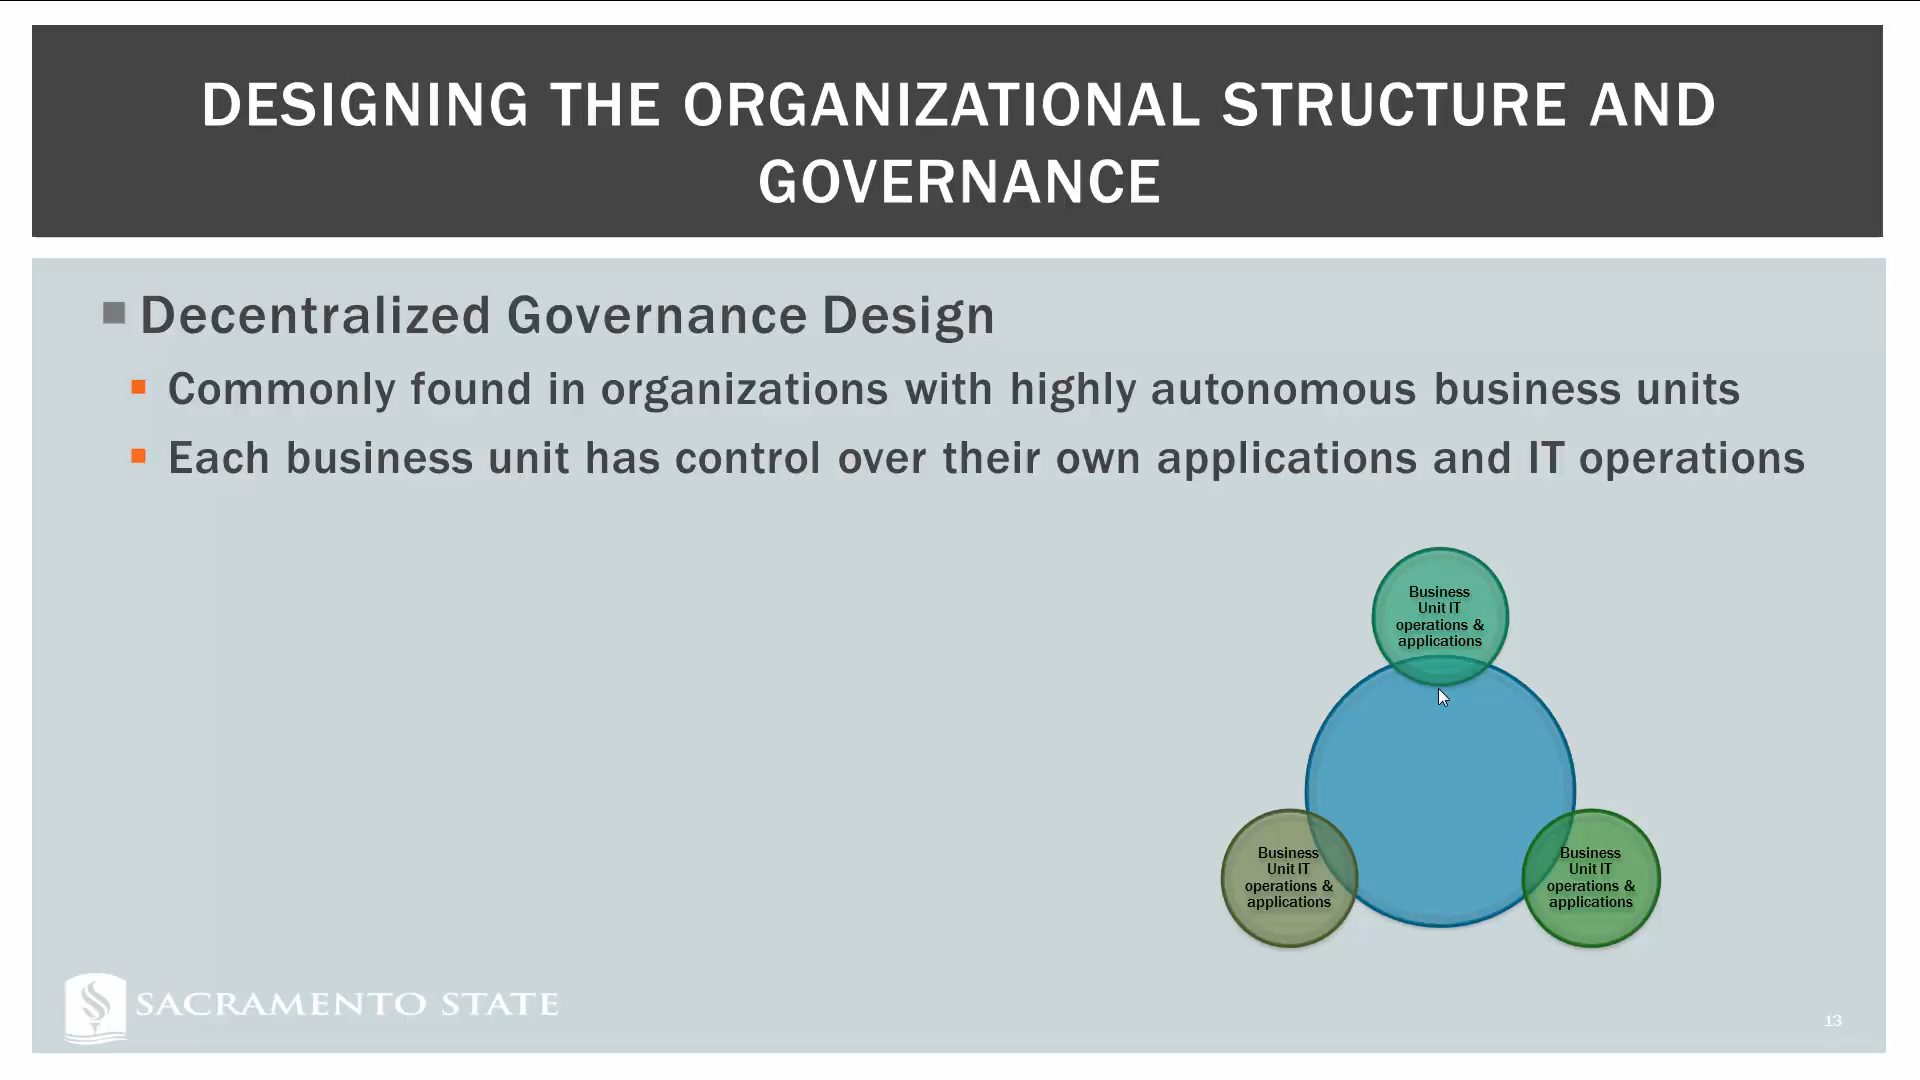 DESIGNING THE ORGANIZATIONAL STRUCTURE AND
GOVERNANCE
Decentralized Governance Design
Commonly found in organizations with highly autonomous business units
Each business unit has control over their own applications and IT operations
Business
Unit IT
operations &
applications
Business
Unit IT
operations &
applications
Business
Unit IT
operations &
applications
SACRAMENTO STATE
13